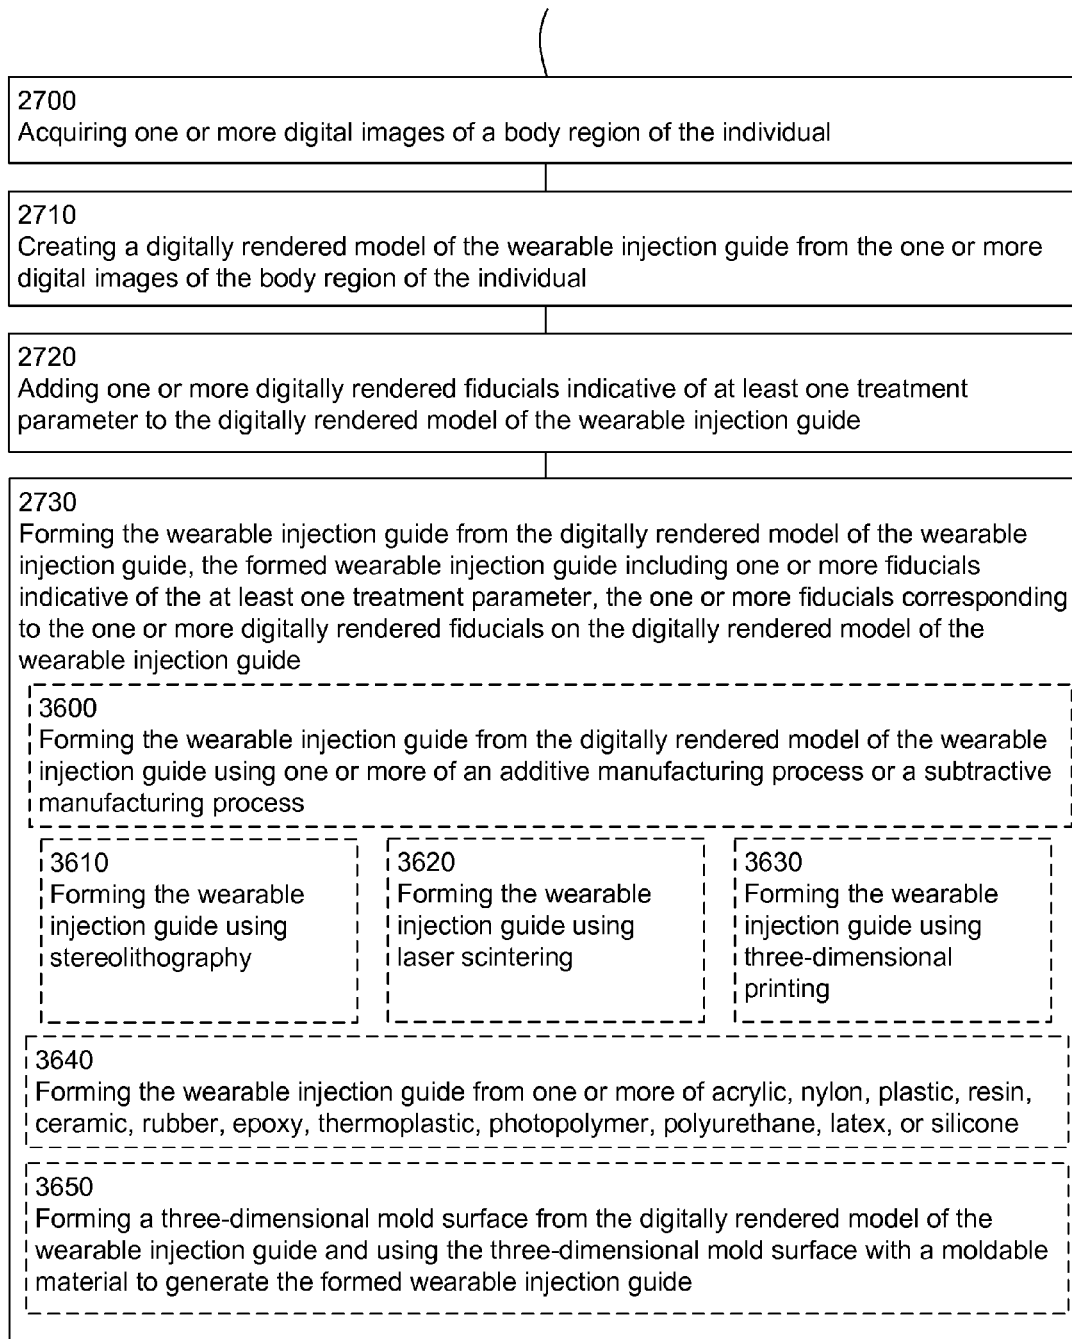 2700
Acquiring one or more digital images of a body region of the individual
2710
Creating a digitally rendered model of the wearable injection guide from the one or more
digital images of the body region of the individual
2720
Adding one or more digitally rendered fiducials indicative of at least one treatment
parameter to the digitally rendered model of the wearable injection guide
2730
Forming the wearable injection guide from the digitally rendered model of the wearable
injection guide, the formed wearable injection guide including one or more fiducials
indicative of the at least one treatment parameter, the one or more fiducials corresponding
to the one or more digitally rendered fiducials on the digitally rendered model of the
wearable injection guide
3600
Forming the wearable injection guide from the digitally rendered model of the wearable
injection guide using one or more of an additive manufacturing process or a subtractive
manufacturing process
3610
Forming the wearable
injection guide using
stereolithography
3620
Forming the wearable
injection guide using
laser scintering
3630
Forming the wearable
injection guide using
three-dimensional
printing
3640
Forming the wearable injection guide from one or more of acrylic, nylon, plastic, resin,
ceramic, rubber, epoxy, thermoplastic, photopolymer, polyurethane, latex, or silicone
3650
Forming a three-dimensional mold surface from the digitally rendered model of the
wearable injection guide and using the three-dimensional mold surface with a moldable
material to generate the formed wearable injection guide